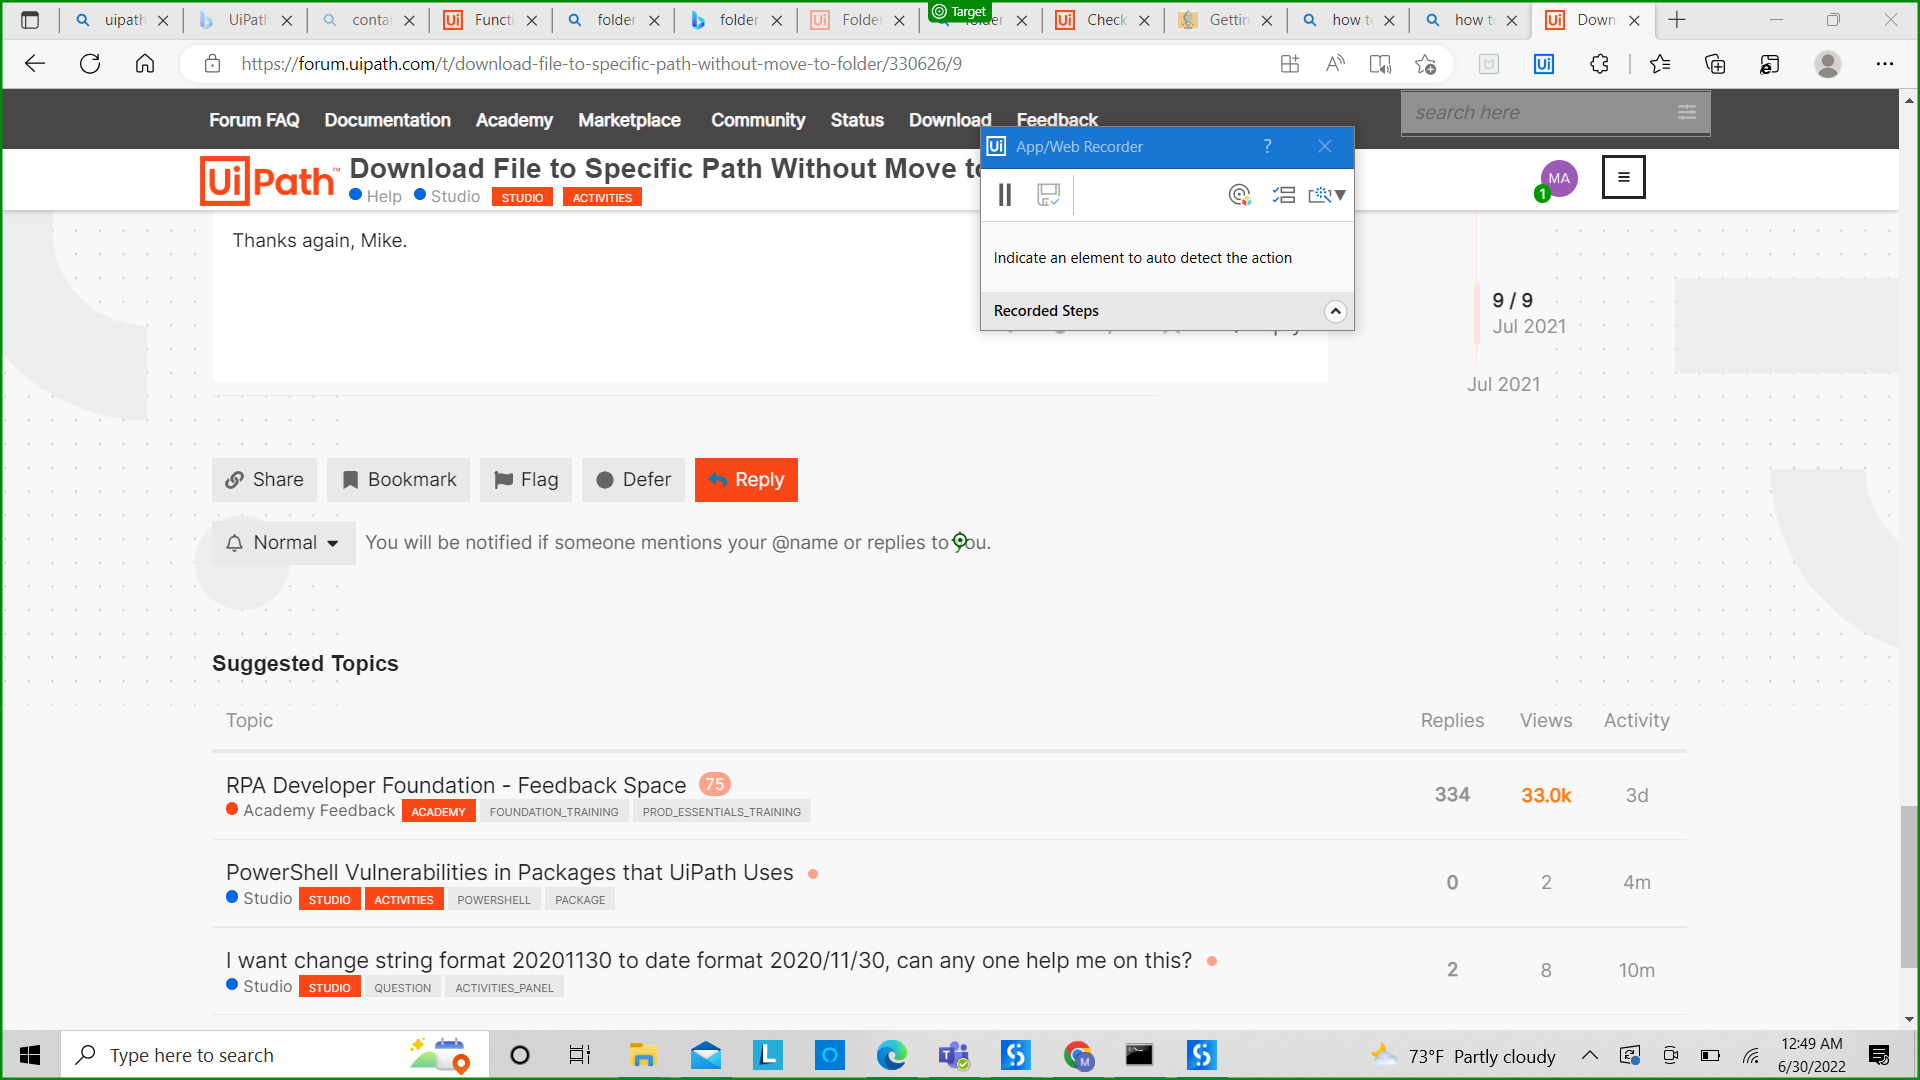 uipath
UiPath
conta
Functi
folder
folder
Folder
Target
folder
Check
Gettin
how t
how t
Down
https://forum.uipath.com/t/download-file-to-specific-path-without-move-to-folder/330626/9
Forum FAQ Documentation Academy Marketplace Community Status Download Feedback
search here
Ui App/Web Recorder ?
UiPath™ Download File to Specific Path Without Move to
Help Studio STUDIO ACTIVITIES
MA
1
Thanks again, Mike.
Indicate an element to auto detect the action
Recorded Steps
9 / 9
Jul 2021
Jul 2021
Share Bookmark Flag Defer Reply
Normal You will be notified if someone mentions your @name or replies to you.
Suggested Topics
Topic Replies Views Activity
RPA Developer Foundation - Feedback Space 75
334 33.0k 3d
Academy Feedback ACADEMY FOUNDATION_TRAINING PROD_ESSENTIALS_TRAINING
PowerShell Vulnerabilities in Packages that UiPath Uses
0 2 4m
Studio STUDIO ACTIVITIES POWERSHELL PACKAGE
I want change string format 20201130 to date format 2020/11/30, can any one help me on this?
2 8 10m
Studio STUDIO QUESTION ACTIVITIES_PANEL
Type here to search
73°F Partly cloudy
12:49 AM
6/30/2022